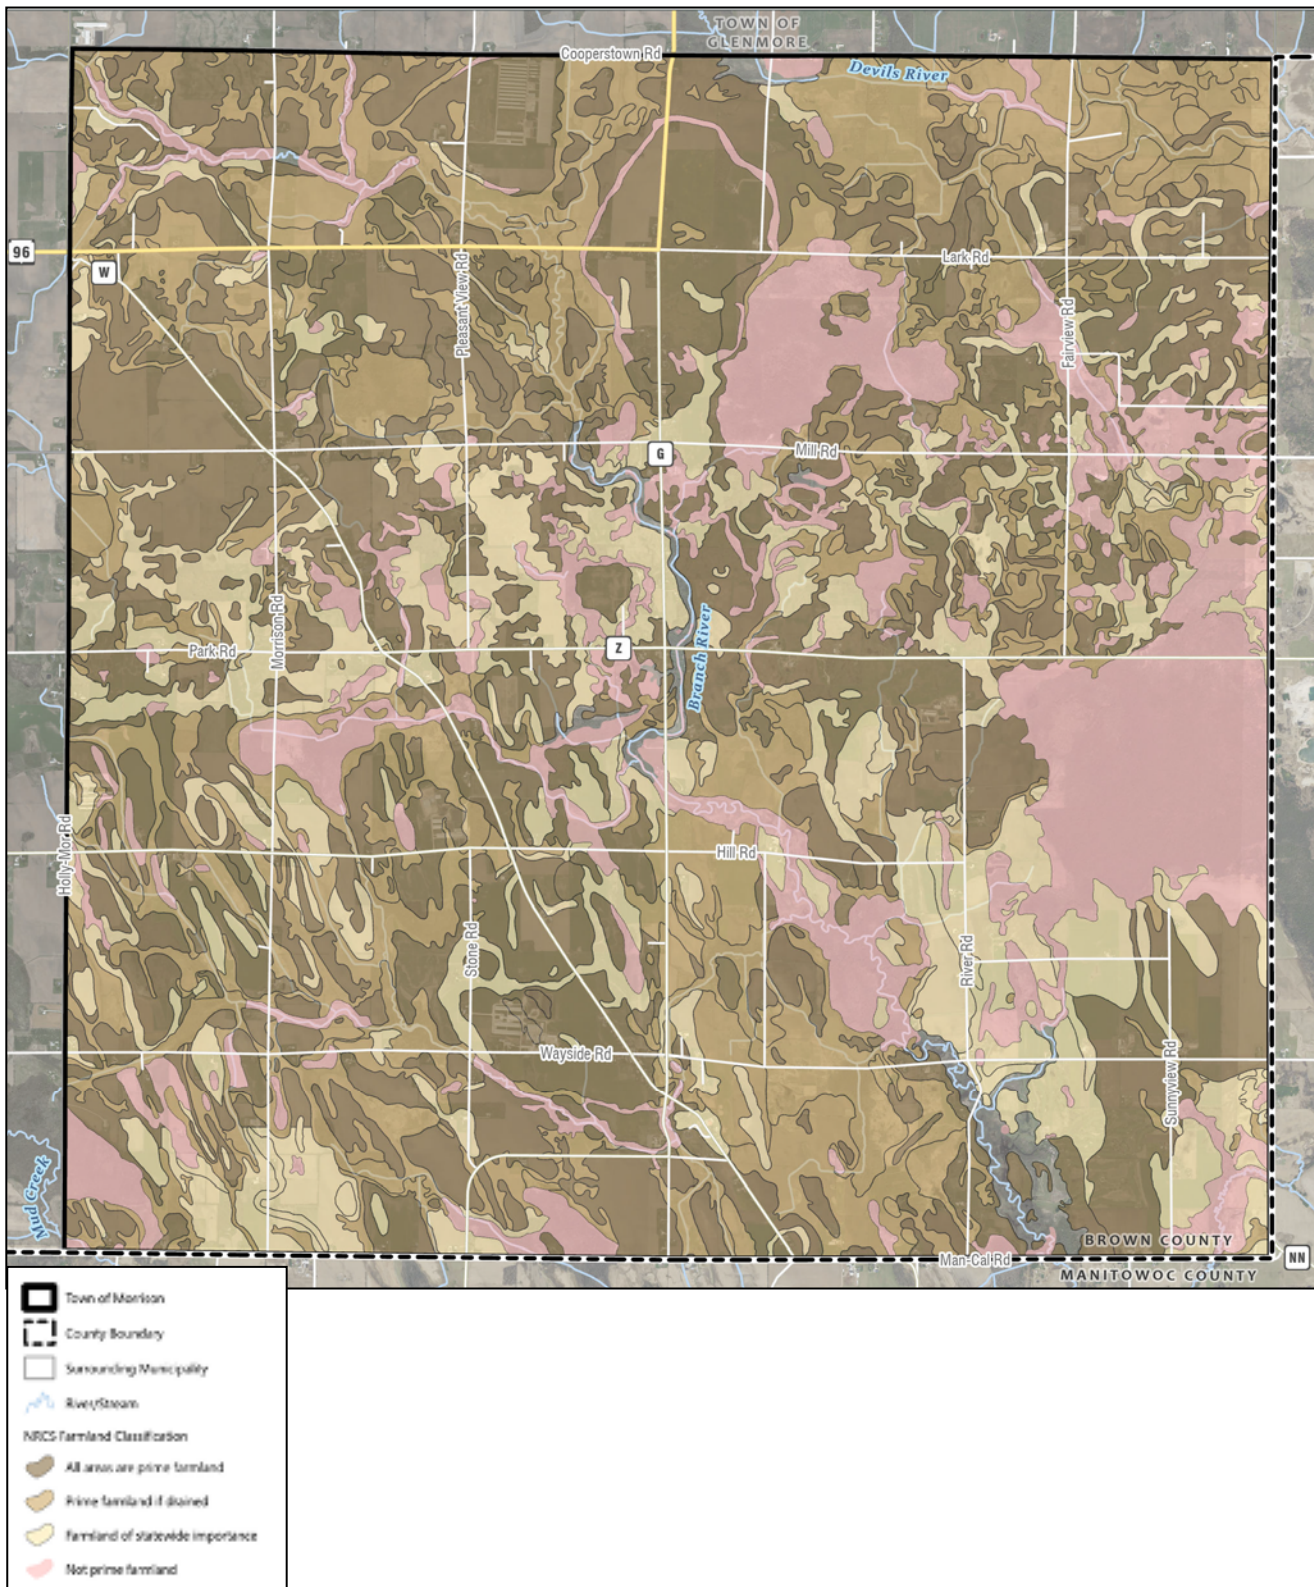 TOWN OF
GLENMORE
Cooperstown Rd
Devils River
96
W
Lark Rd
Pleasant View Rd
Fairview Rd
G
Mill Rd
Morrison Rd
Park Rd
Z
Branch River
Holly-Mor Rd
Hill Rd
Stone Rd
River Rd
Wayside Rd
Sunnyview Rd
Mud Creek
BROWN COUNTY
Man-Cal Rd
NN
MANITOWOC COUNTY
Town of Morrison
County Boundary
Surrounding Municipality
River/Stream
NRCS Farmland Classification
All areas are prime farmland
Prime farmland if drained
Farmland of statewide importance
Not prime farmland